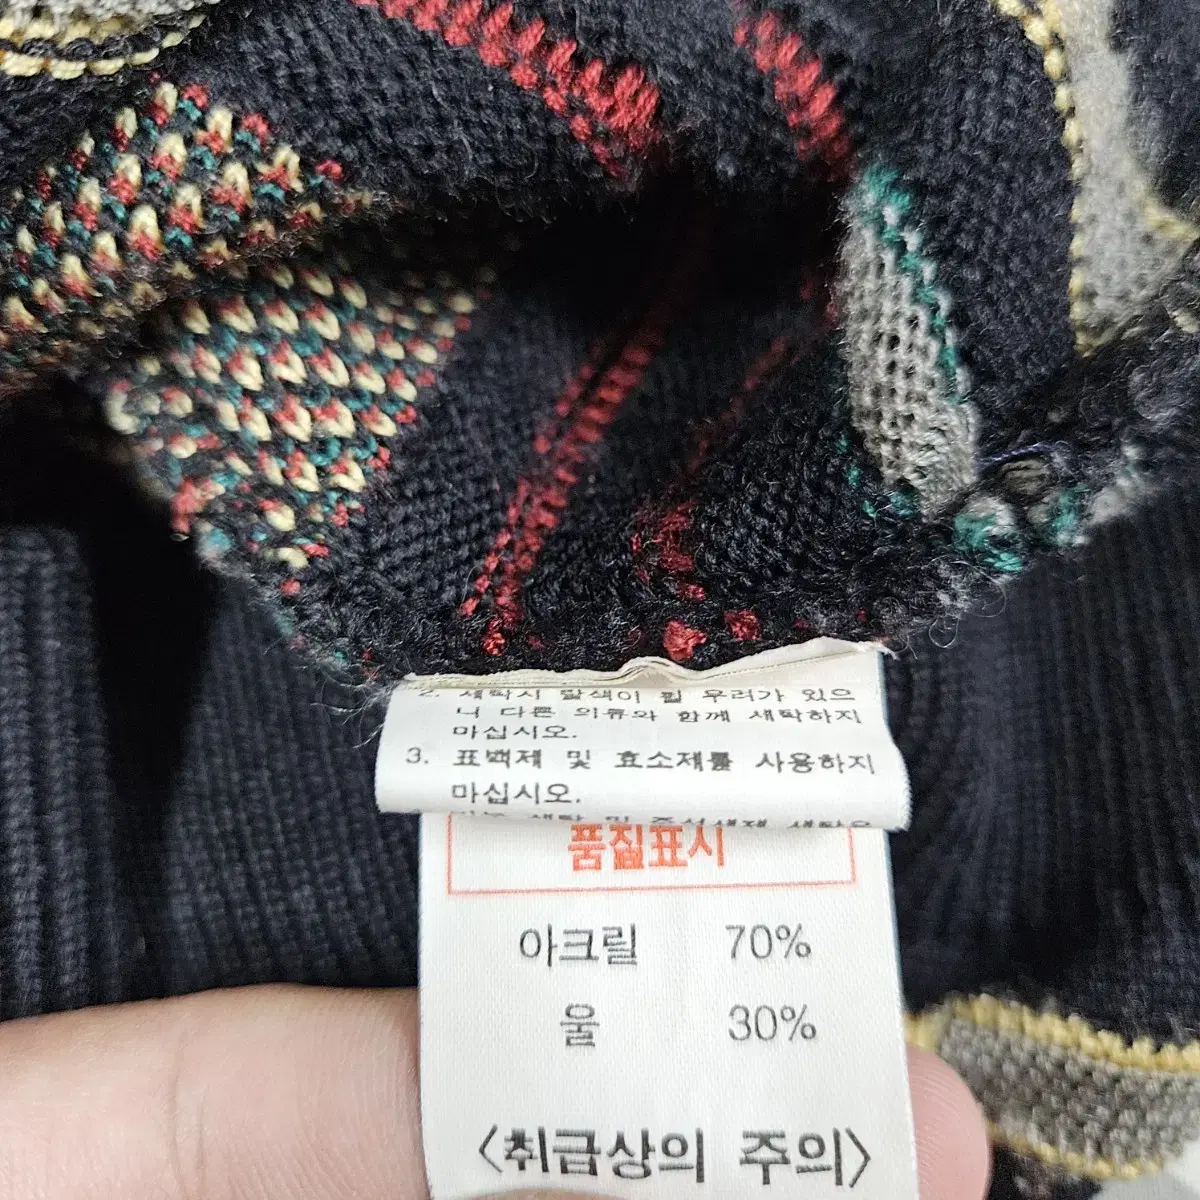 2. 세탁시 탈색이 될 우려가 있으
니 다른 의류와 함께 세탁하지
마십시오.
3. 표백제 및 효소제를 사용하지
마십시오.
품질표시
아크릴 70%
울 30%
<취급상의 주의>